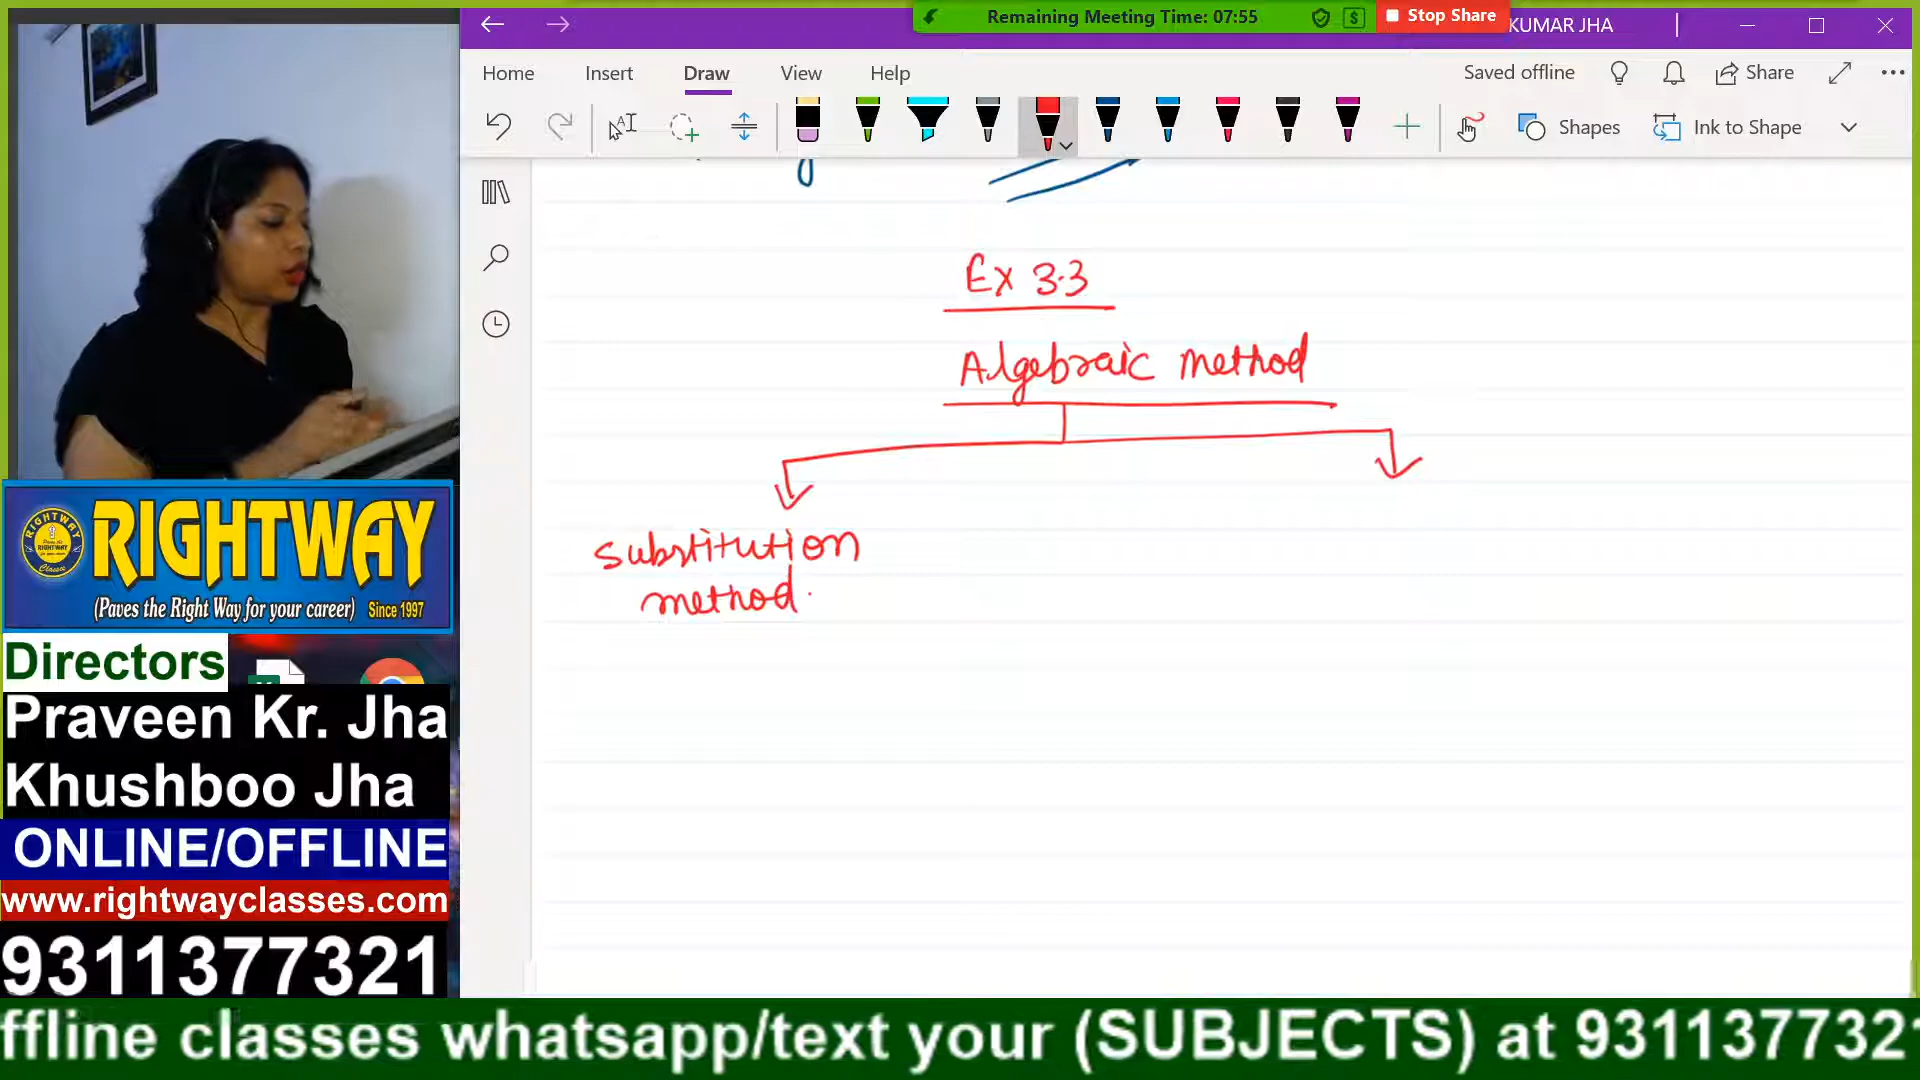 Remaining Meeting Time: 07:55
Stop Share
KUMAR JHA
Home Insert Draw View Help
Saved offline
Share
Shapes
Ink to Shape
Ex 3.3
Algebraic method
substitution
method.
RIGHTWAY
Classes
(Paves the Right Way for your career) Since 1997
Directors
Praveen Kr. Jha
Khushboo Jha
ONLINE/OFFLINE
www.rightwayclasses.com
9311377321
ffline classes whatsapp/text your (SUBJECTS) at 9311377321